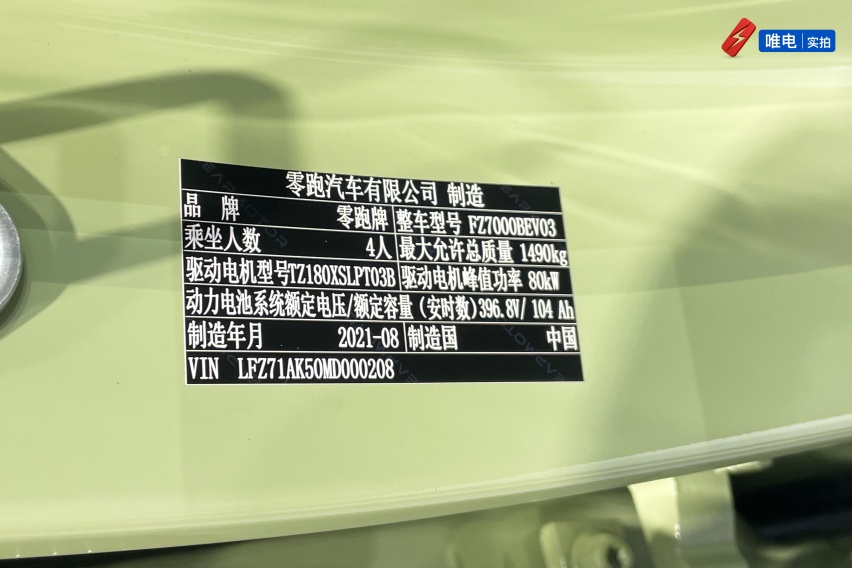 唯电 实拍
零跑汽车有限公司 制造
品 牌 零跑牌 整车型号 FZ7000BEV03
乘坐人数 4人 最大允许总质量 1490kg
驱动电机型号TZ180XSLPT03B 驱动电机峰值功率 80kW
动力电池系统额定电压/额定容量(安时数)396.8V/ 104 Ah
制造年月 2021-08 制造国 中国
VIN LFZ71AK50MD000208